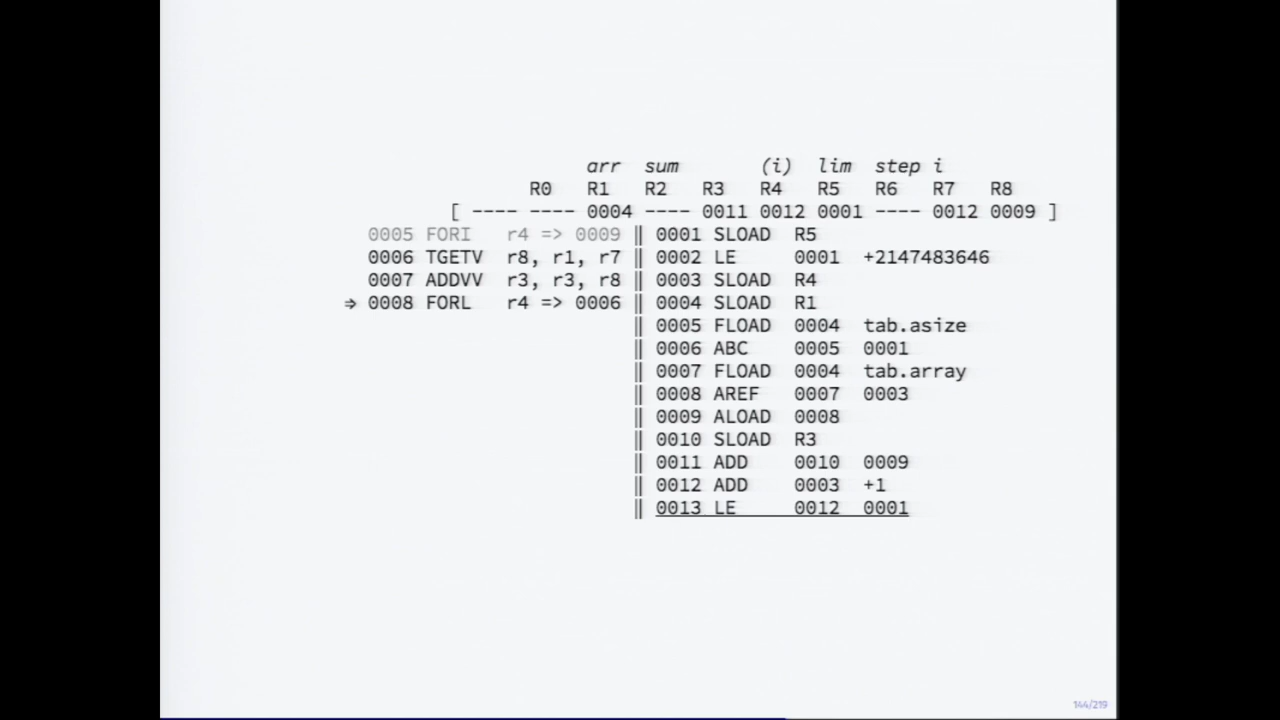 arr sum (i) lim step i
R0 R1 R2 R3 R4 R5 R6 R7 R8
[ ---- ---- 0004 ---- 0011 0012 0001 ---- 0012 0009 ]
0005 FORI r4 => 0009 || 0001 SLOAD R5
0006 TGETV r8, r1, r7 || 0002 LE 0001 +2147483646
0007 ADDVV r3, r3, r8 || 0003 SLOAD R4
⇒ 0008 FORL r4 => 0006 || 0004 SLOAD R1
|| 0005 FLOAD 0004 tab.asize
|| 0006 ABC 0005 0001
|| 0007 FLOAD 0004 tab.array
|| 0008 AREF 0007 0003
|| 0009 ALOAD 0008
|| 0010 SLOAD R3
|| 0011 ADD 0010 0009
|| 0012 ADD 0003 +1
|| 0013 LE 0012 0001
144/219